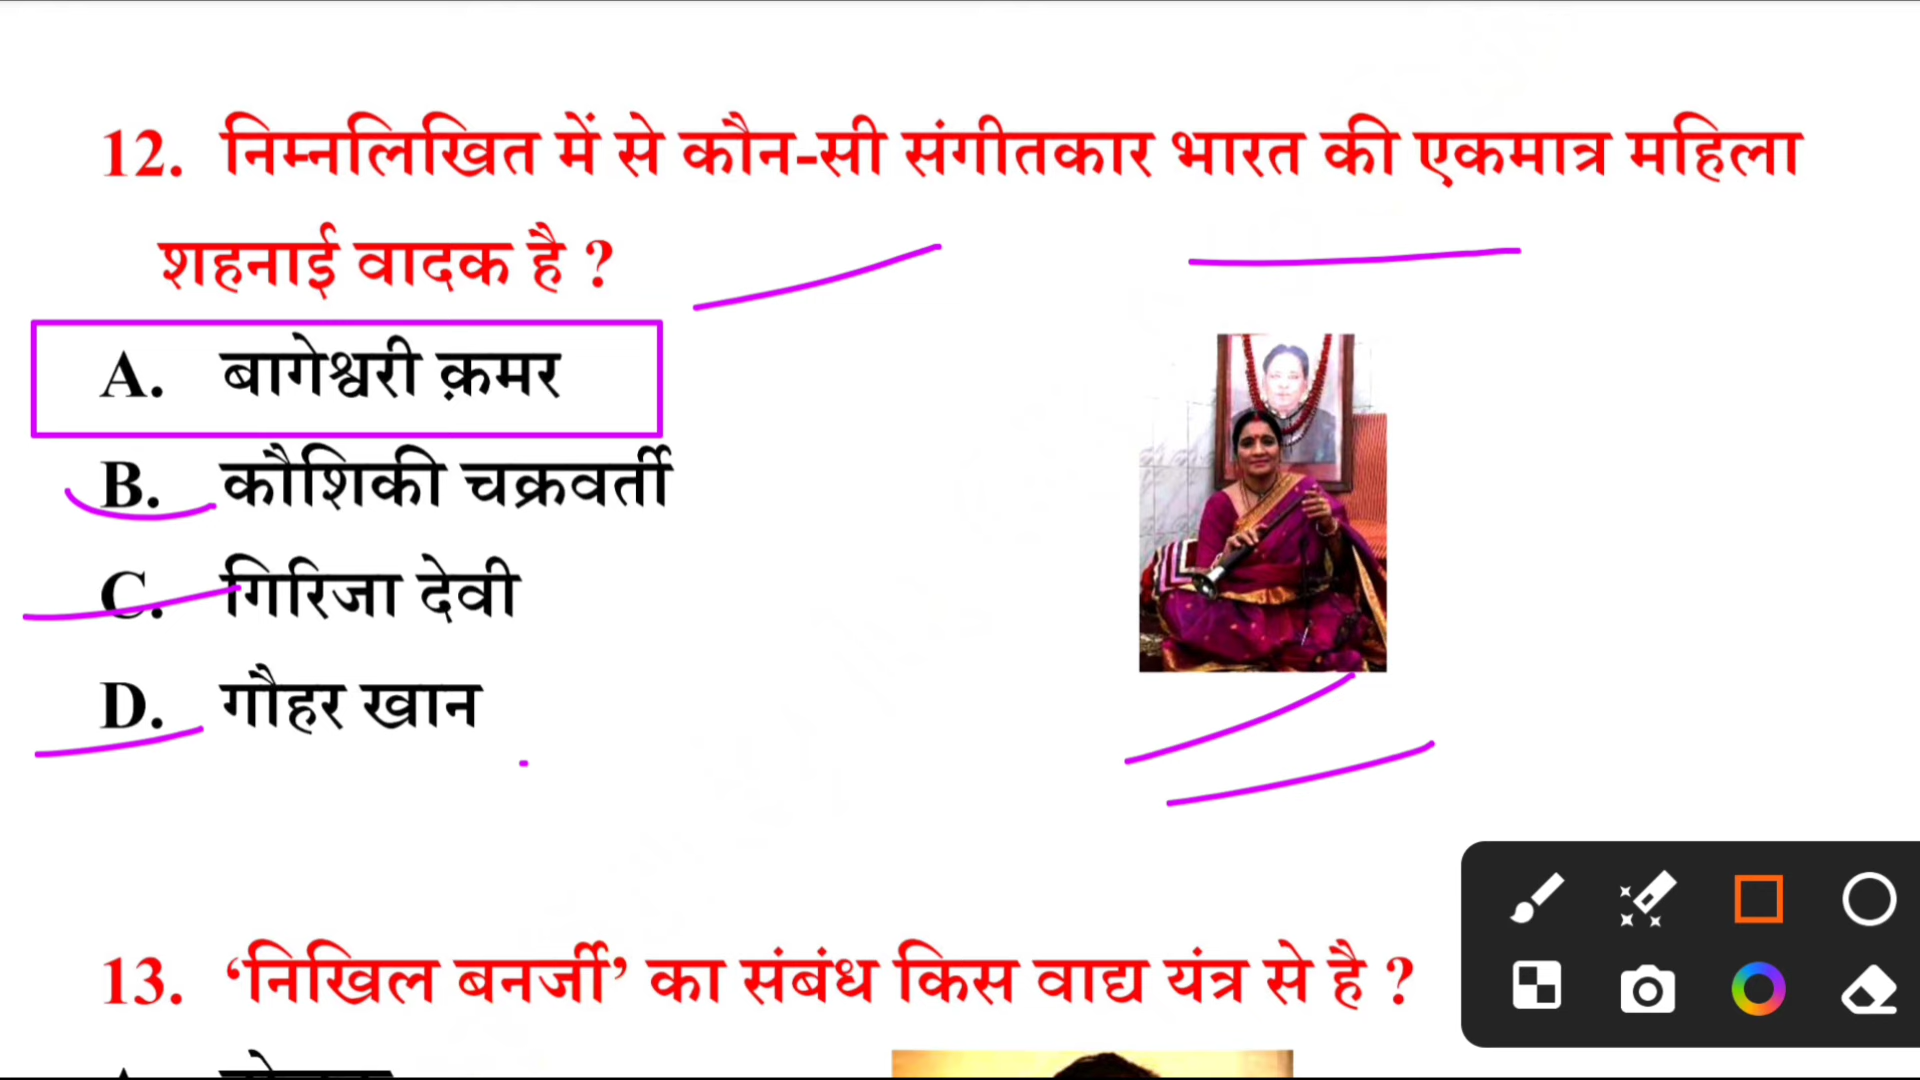 12. निम्नलिखित में से कौन-सी संगीतकार भारत की एकमात्र महिला
शहनाई वादक है ?
A. बागेश्वरी क़मर
B. कौशिकी चक्रवर्ती
C. गिरिजा देवी
D. गौहर खान
13. ‘निखिल बनर्जी’ का संबंध किस वाद्य यंत्र से है ?